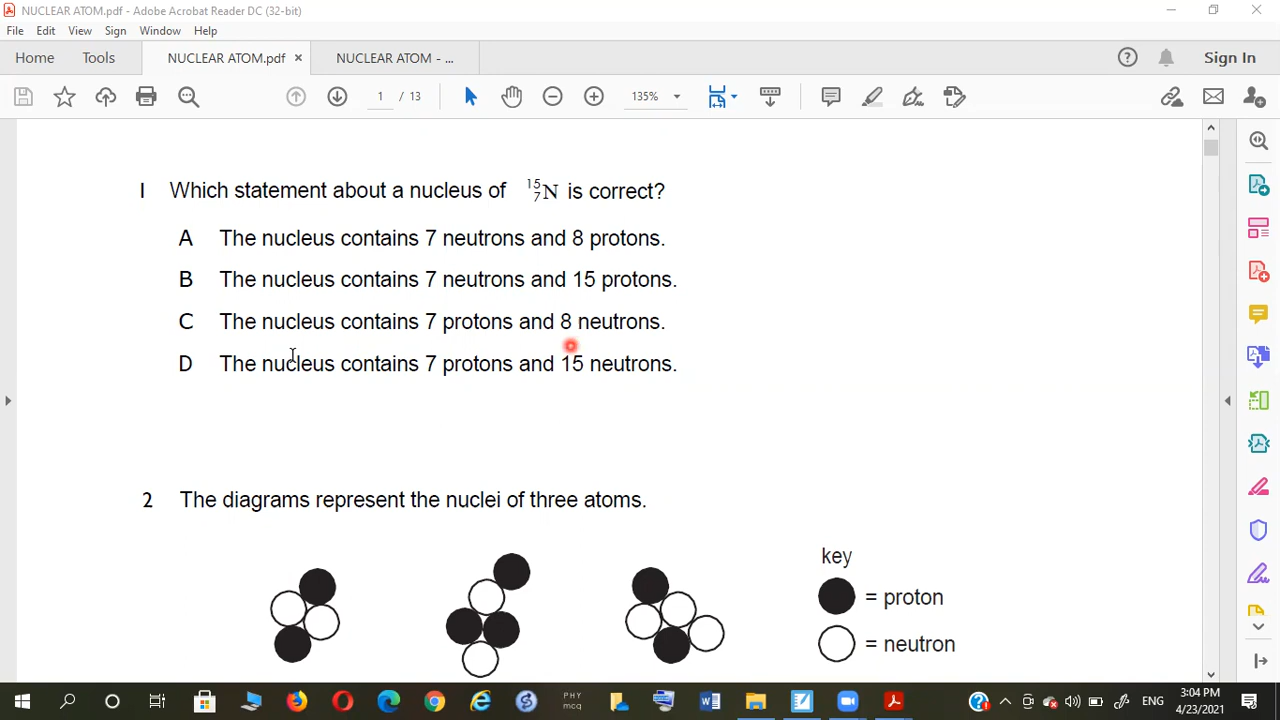 NUCLEAR ATOM.pdf - Adobe Acrobat Reader DC (32-bit)
File Edit View Sign Window Help
Home Tools NUCLEAR ATOM.pdf × NUCLEAR ATOM - ... Sign In
1 / 13 135%
1 Which statement about a nucleus of ¹⁵₇N is correct?
A The nucleus contains 7 neutrons and 8 protons.
B The nucleus contains 7 neutrons and 15 protons.
C The nucleus contains 7 protons and 8 neutrons.
D The nucleus contains 7 protons and 15 neutrons.
2 The diagrams represent the nuclei of three atoms.
key
= proton
= neutron
PHY
mcq
ENG
3:04 PM
4/23/2021